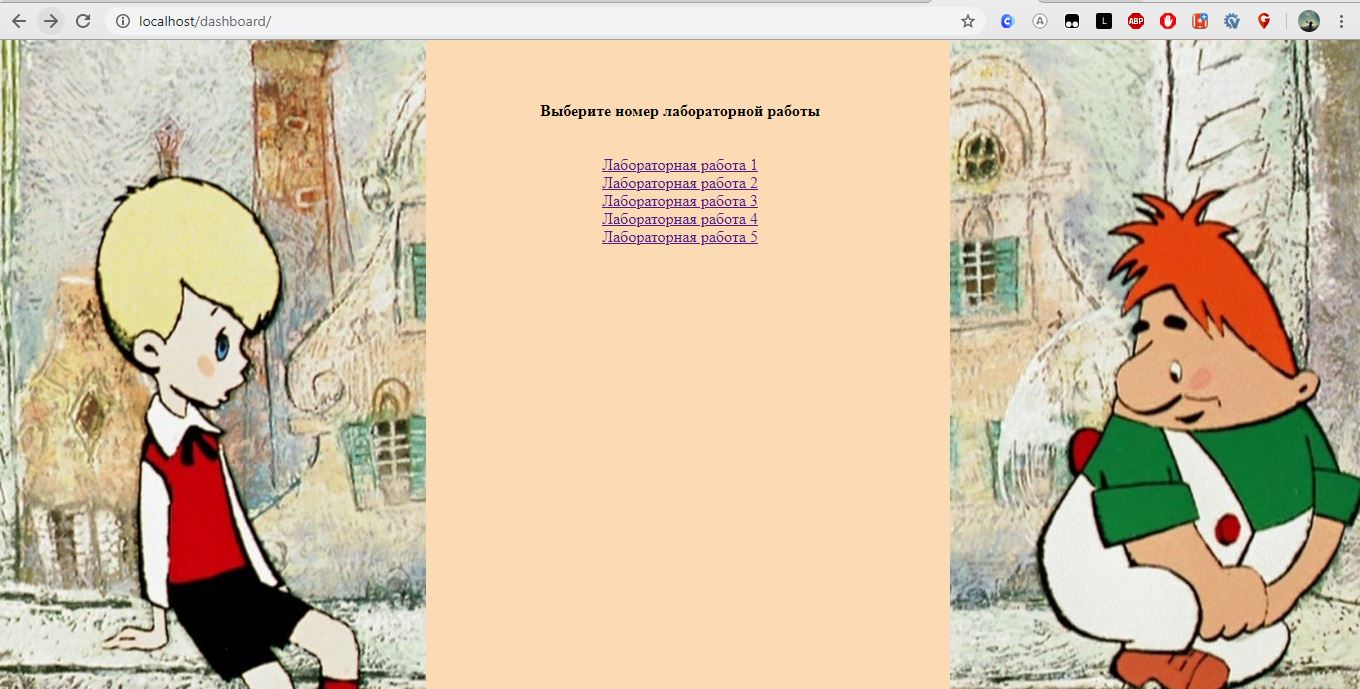 localhost/dashboard/
C
A
L
ABP
Выберите номер лабораторной работы
Лабораторная работа 1
Лабораторная работа 2
Лабораторная работа 3
Лабораторная работа 4
Лабораторная работа 5